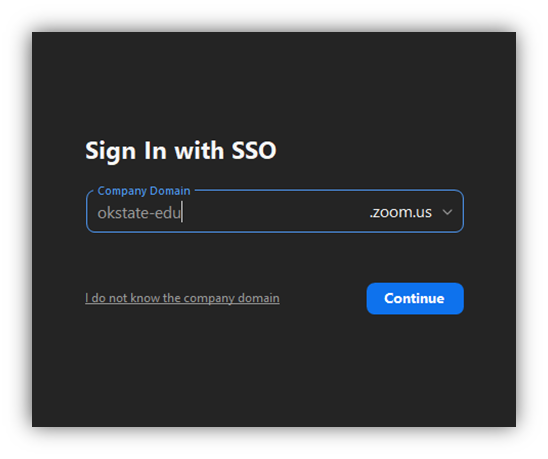 Sign In with SSO
Company Domain
okstate-edu .zoom.us
I do not know the company domain Continue